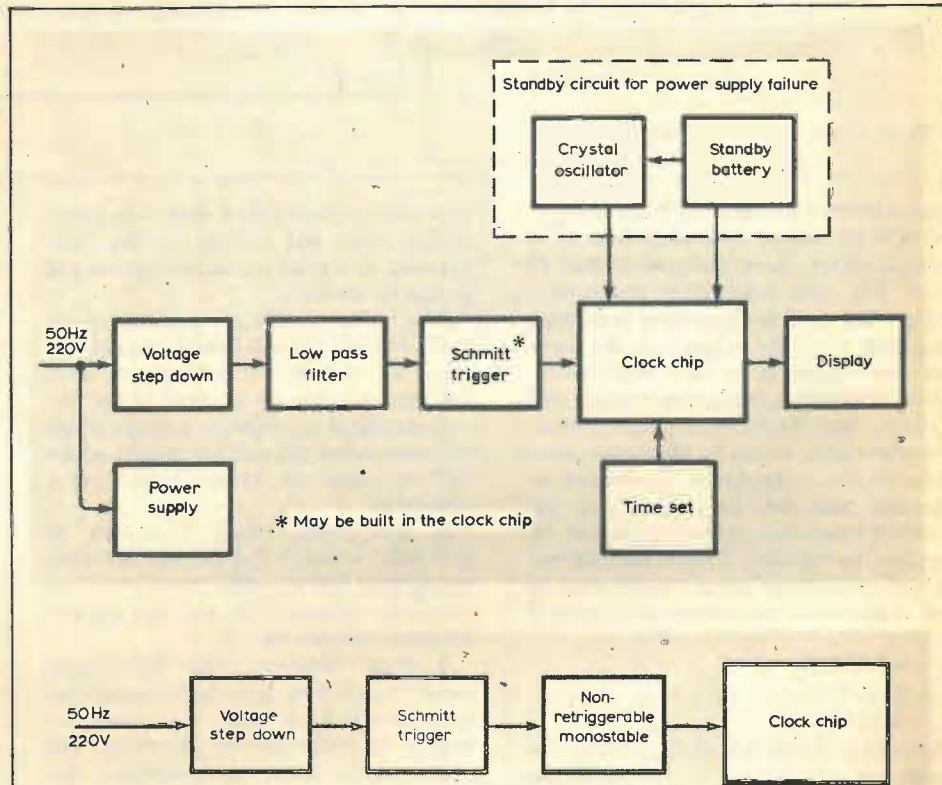 Standby circuit for power supply failure
Crystal
oscillator
Standby
battery
50Hz
220V
Voltage
step down
Low pass
filter
Schmitt *
trigger
Clock chip
Display
Power
supply
* May be built in the clock chip
Time set
50Hz
220V
Voltage
step down
Schmitt
trigger
Non-
retriggerable
monostable
Clock chip